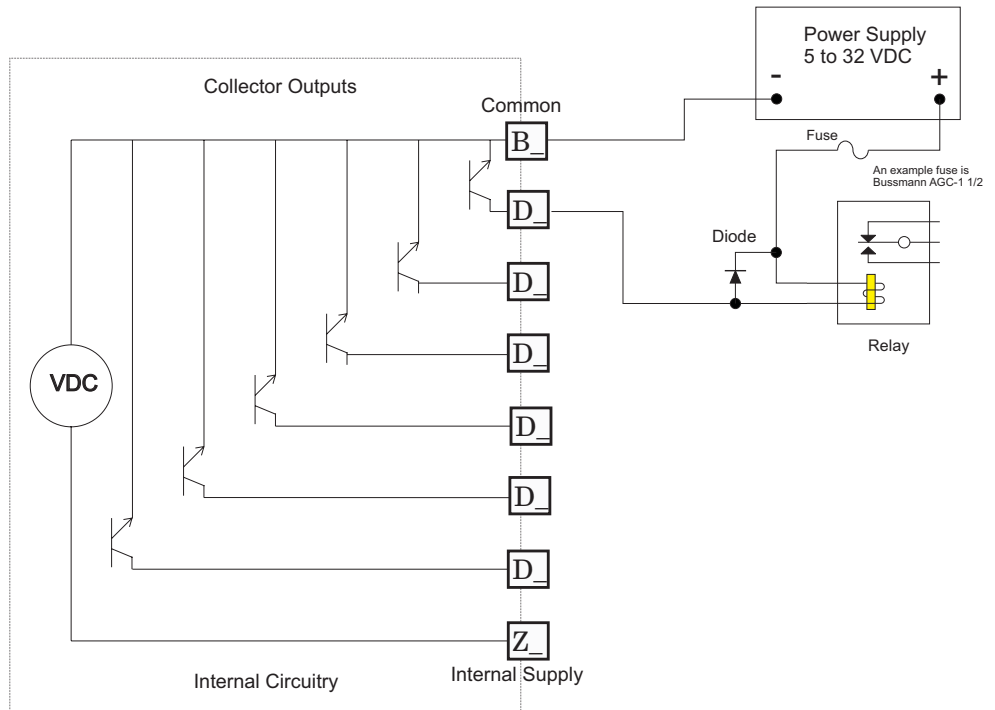 Power Supply
5 to 32 VDC
-
+
Collector Outputs
Common
B_
Fuse
An example fuse is
Bussmann AGC-1 1/2
D_
Diode
D_
D_
Relay
VDC
D_
D_
D_
Z_
Internal Supply
Internal Circuitry